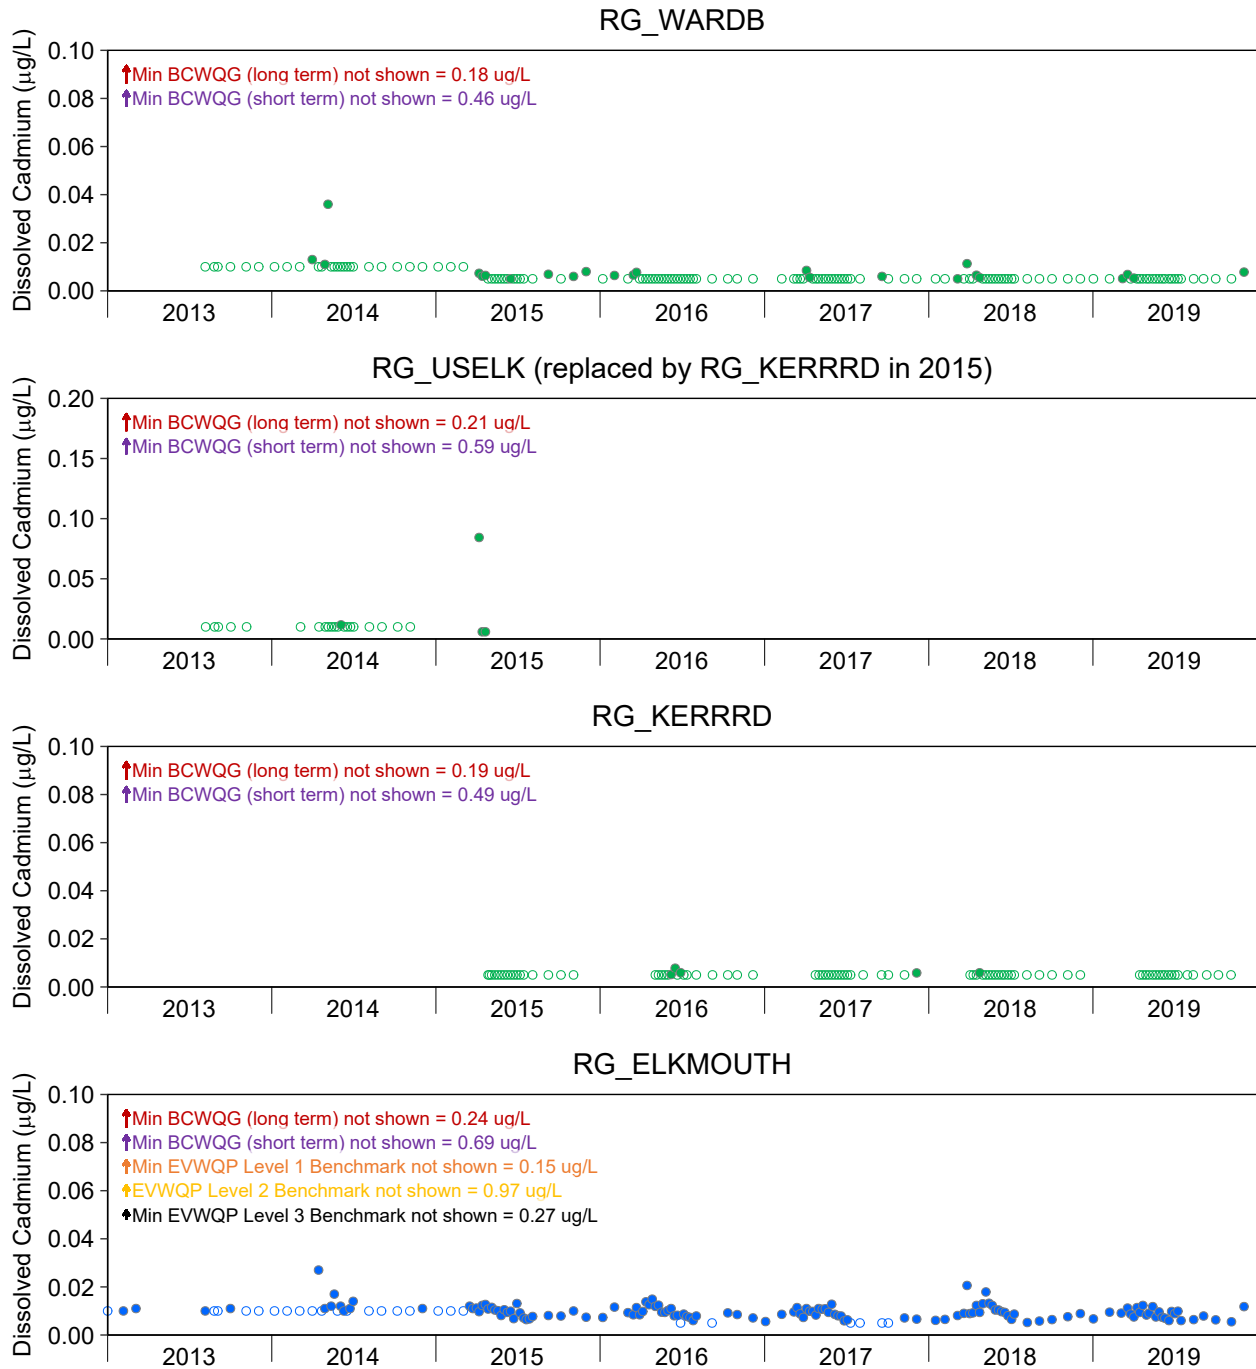 RG_WARDB
Dissolved Cadmium (µg/L)
0.10
0.08
0.06
0.04
0.02
0.00
Min BCWQG (long term) not shown = 0.18 ug/L
Min BCWQG (short term) not shown = 0.46 ug/L
2013 2014 2015 2016 2017 2018 2019
RG_USELK (replaced by RG_KERRRD in 2015)
Dissolved Cadmium (µg/L)
0.20
0.15
0.10
0.05
0.00
Min BCWQG (long term) not shown = 0.21 ug/L
Min BCWQG (short term) not shown = 0.59 ug/L
2013 2014 2015 2016 2017 2018 2019
RG_KERRRD
Dissolved Cadmium (µg/L)
0.10
0.08
0.06
0.04
0.02
0.00
Min BCWQG (long term) not shown = 0.19 ug/L
Min BCWQG (short term) not shown = 0.49 ug/L
2013 2014 2015 2016 2017 2018 2019
RG_ELKMOUTH
Dissolved Cadmium (µg/L)
0.10
0.08
0.06
0.04
0.02
0.00
Min BCWQG (long term) not shown = 0.24 ug/L
Min BCWQG (short term) not shown = 0.69 ug/L
Min EVWQP Level 1 Benchmark not shown = 0.15 ug/L
EVWQP Level 2 Benchmark not shown = 0.97 ug/L
Min EVWQP Level 3 Benchmark not shown = 0.27 ug/L
2013 2014 2015 2016 2017 2018 2019